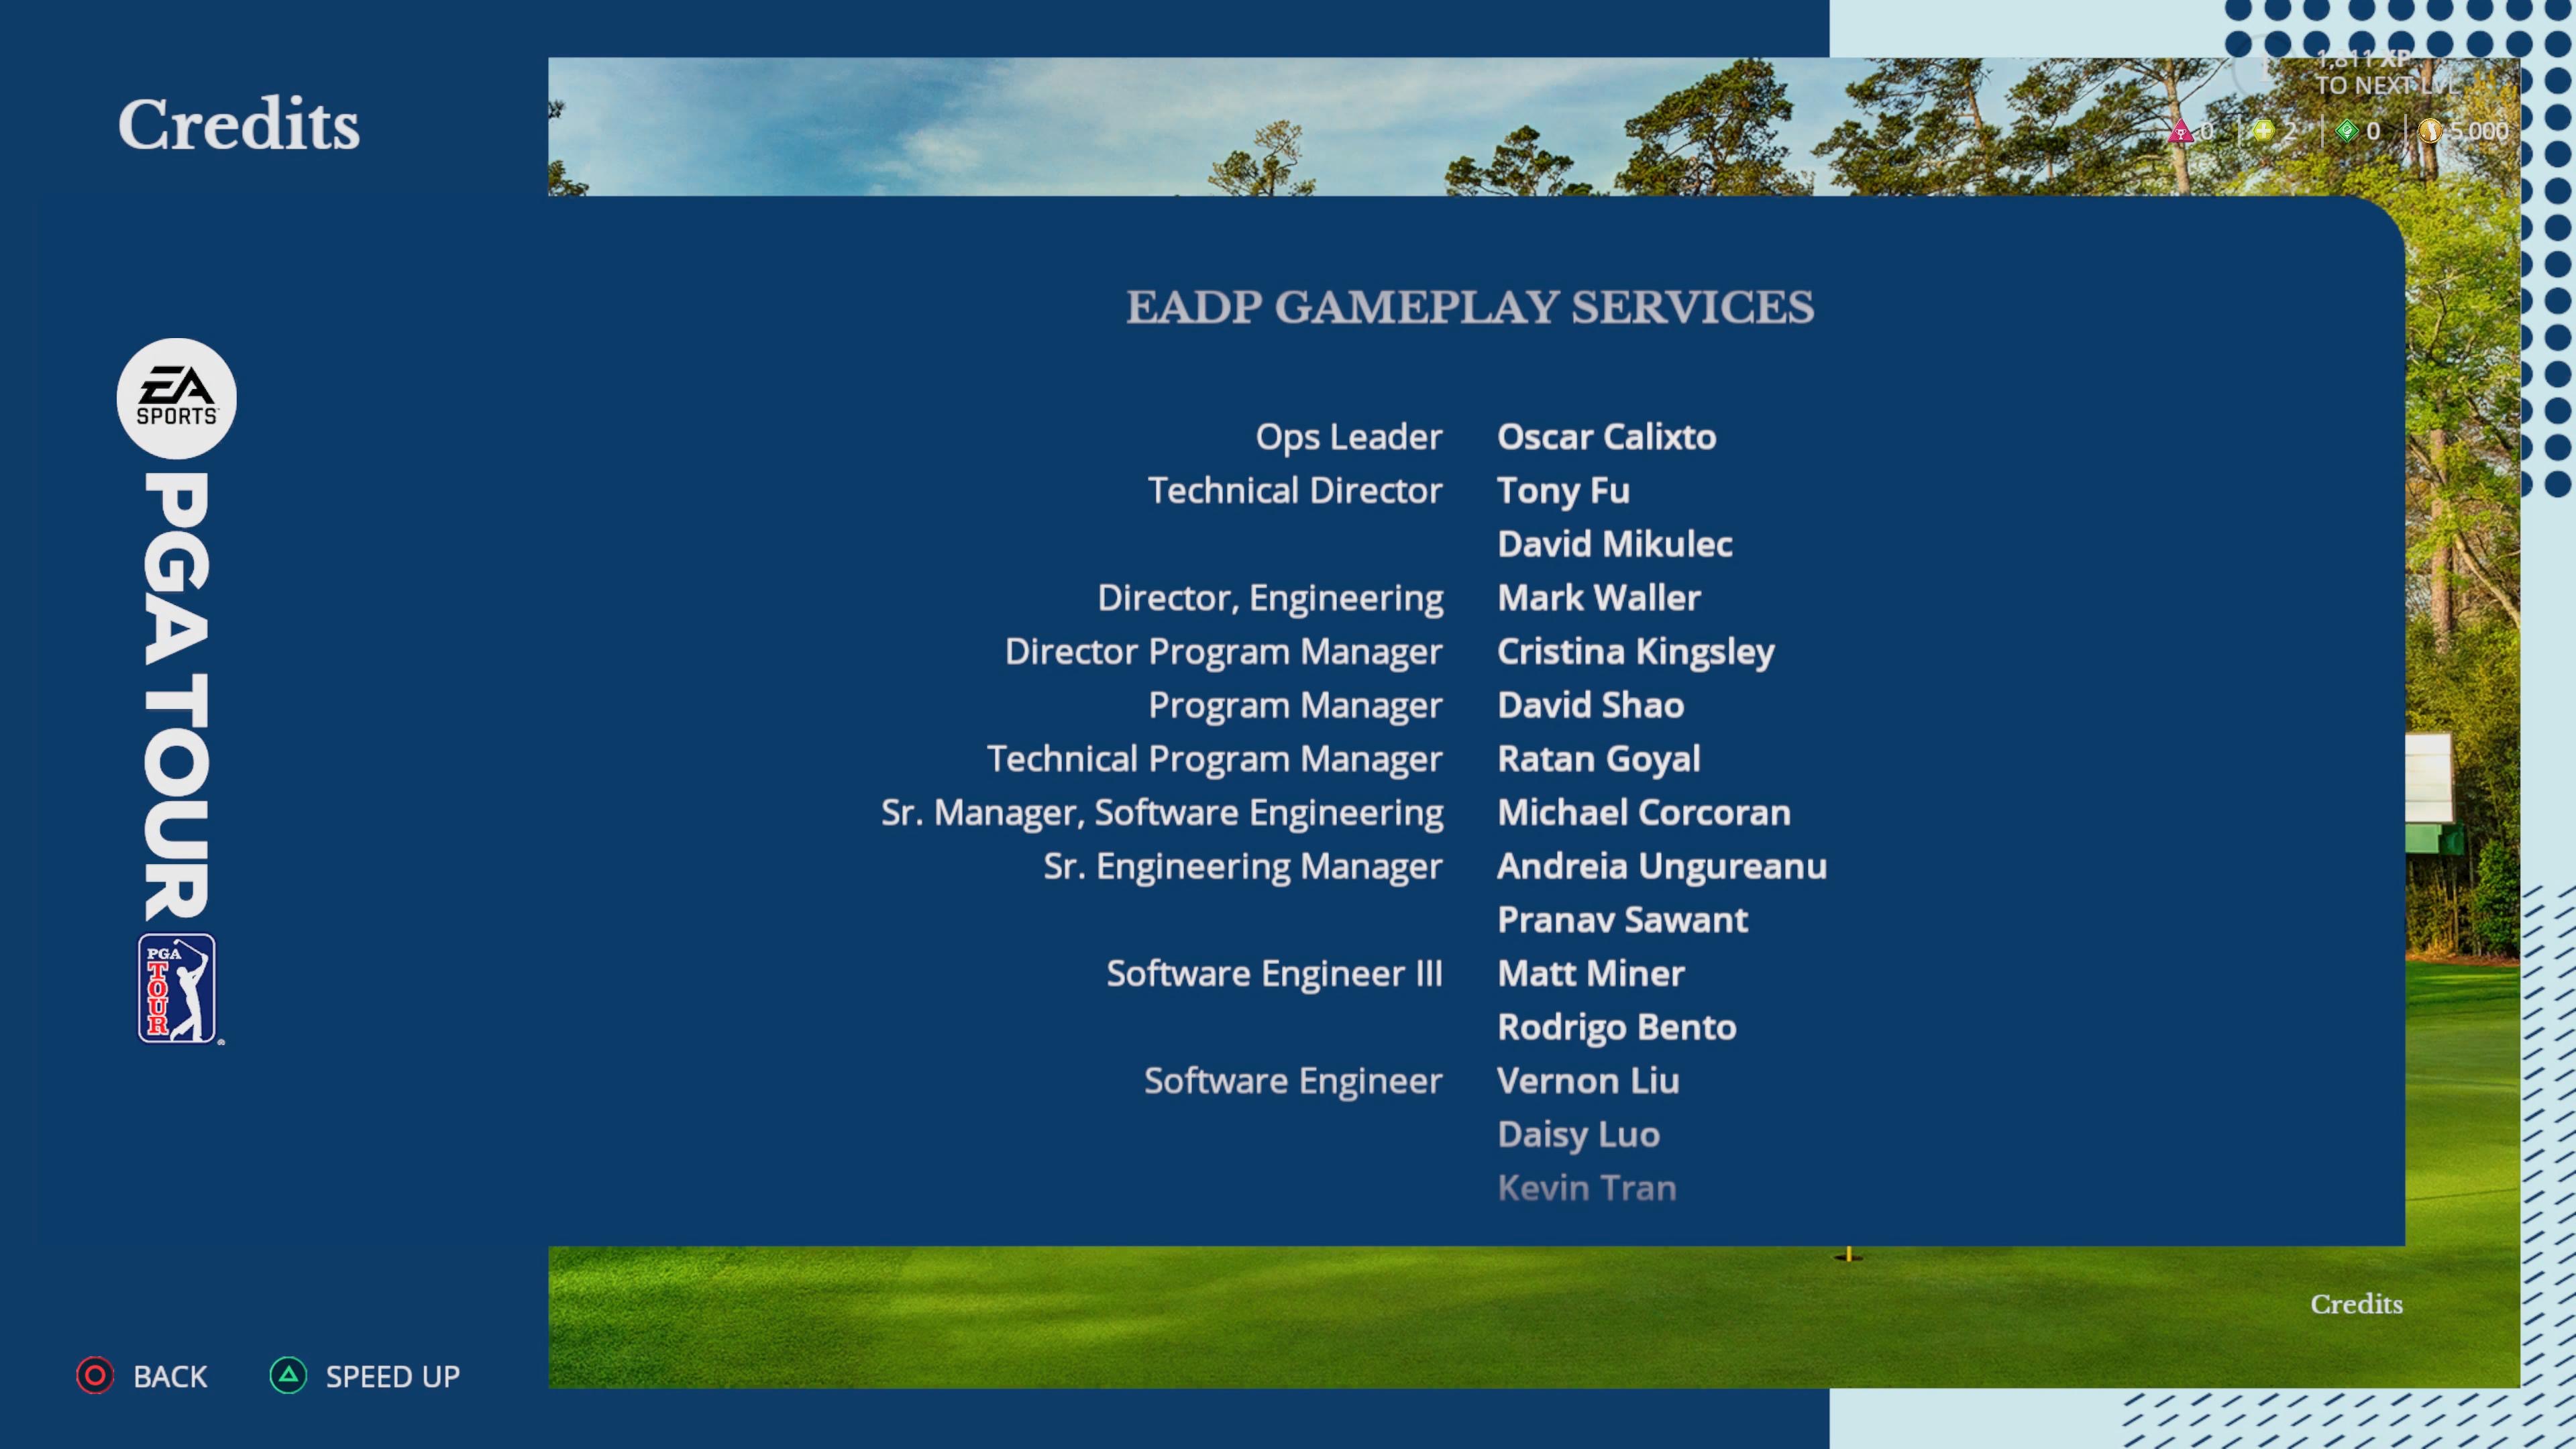 Credits
1,811 XP
TO NEXT LVL
0 2 0 5,000
EADP GAMEPLAY SERVICES
Ops Leader Oscar Calixto
Technical Director Tony Fu
David Mikulec
Director, Engineering Mark Waller
Director Program Manager Cristina Kingsley
Program Manager David Shao
Technical Program Manager Ratan Goyal
Sr. Manager, Software Engineering Michael Corcoran
Sr. Engineering Manager Andreia Ungureanu
Pranav Sawant
Software Engineer III Matt Miner
Rodrigo Bento
Software Engineer Vernon Liu
Daisy Luo
Kevin Tran
EA
SPORTS
PGA TOUR
PGA
TOUR
Credits
BACK SPEED UP